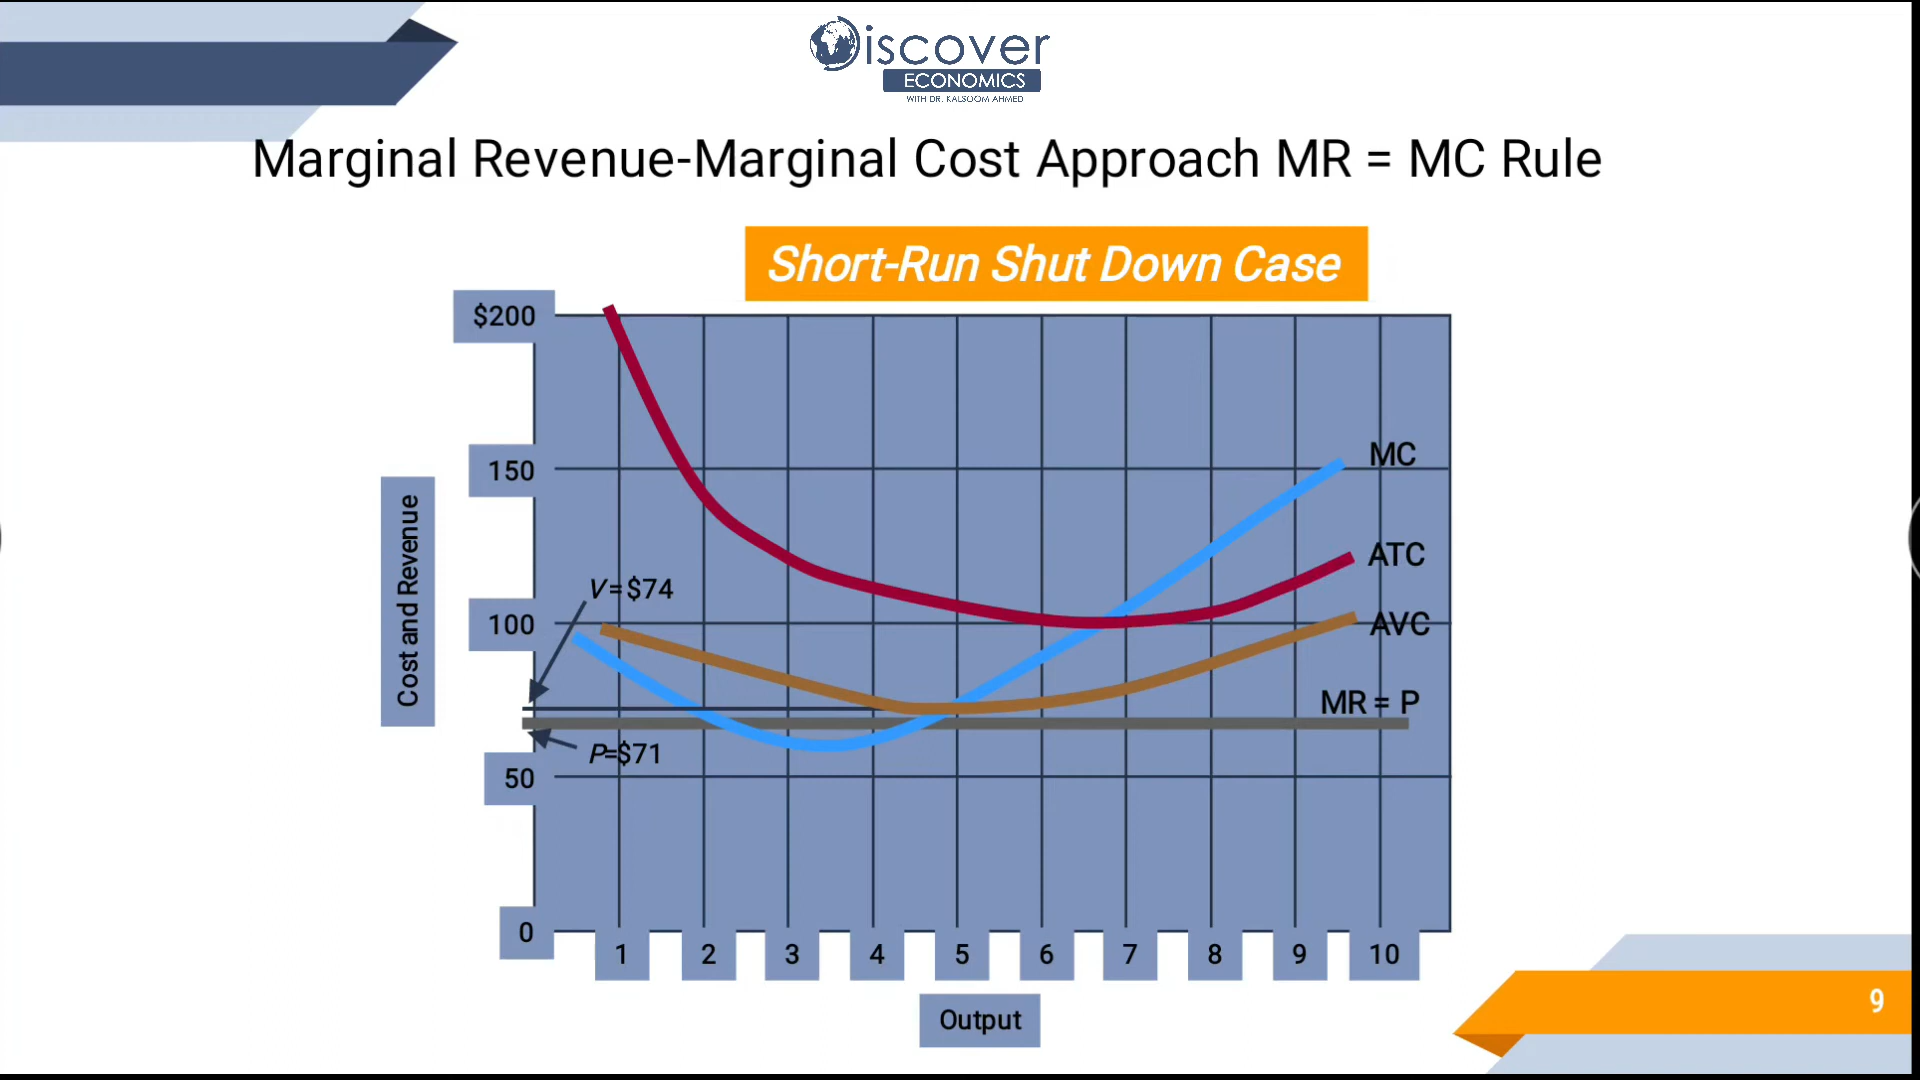 Discover
ECONOMICS
WITH DR. KALSOOM AHMED
Marginal Revenue-Marginal Cost Approach MR = MC Rule
Short-Run Shut Down Case
$200
150
100
50
0
Cost and Revenue
V=$74
P=$71
MC
ATC
AVC
MR = P
1 2 3 4 5 6 7 8 9 10
Output
9